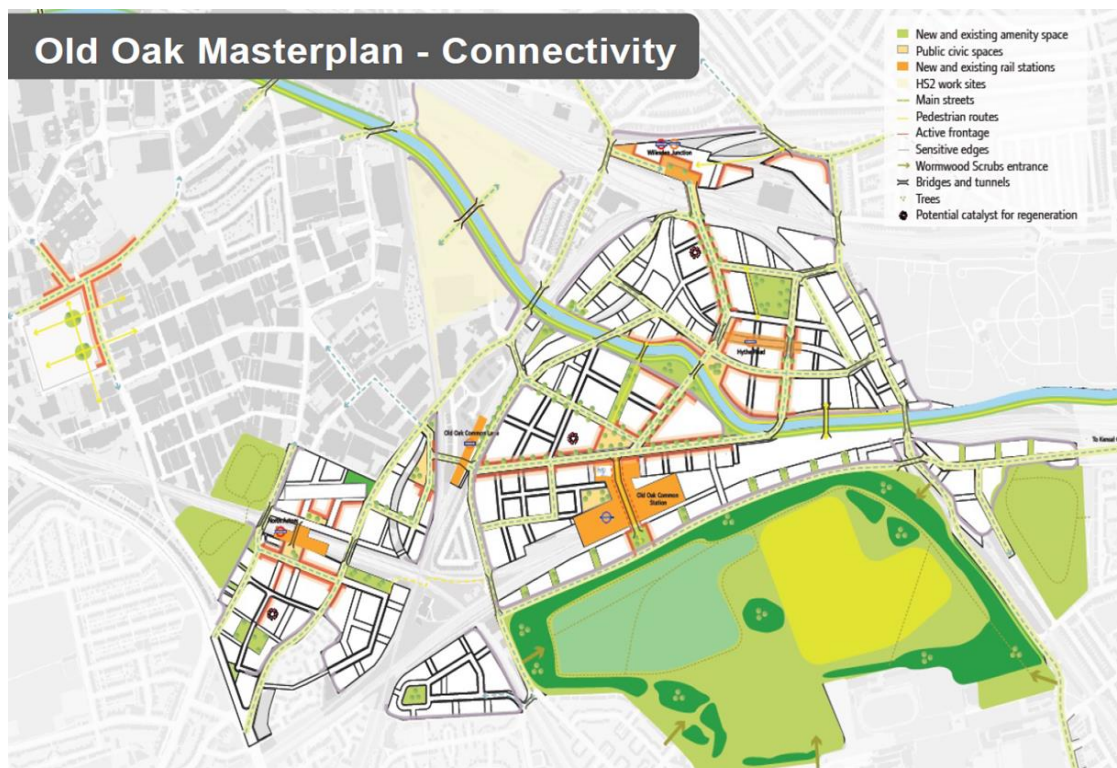 Old Oak Masterplan - Connectivity
New and existing amenity space
Public civic spaces
New and existing rail stations
HS2 work sites
Main streets
Pedestrian routes
Active frontage
Sensitive edges
Wormwood Scrubs entrance
Bridges and tunnels
Trees
Potential catalyst for regeneration
Willesden Junction
Hythe Road
Old Oak Common Lane
To Kensal
Old Oak Common
Station
North Acton